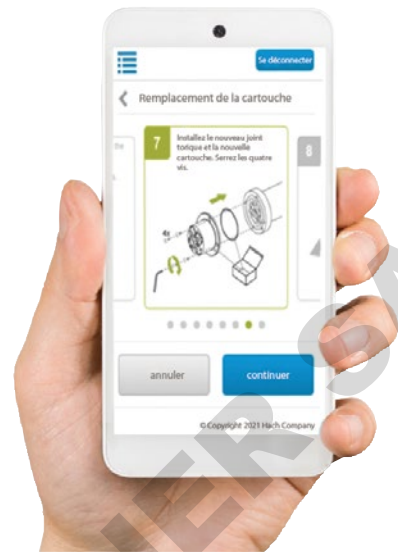 Se déconnecter
Remplacement de la cartouche
7
Installez le nouveau joint
torique et la nouvelle
cartouche. Serrez les quatre
vis.
4x
8
annuler
continuer
© Copyright 2021 Hach Company